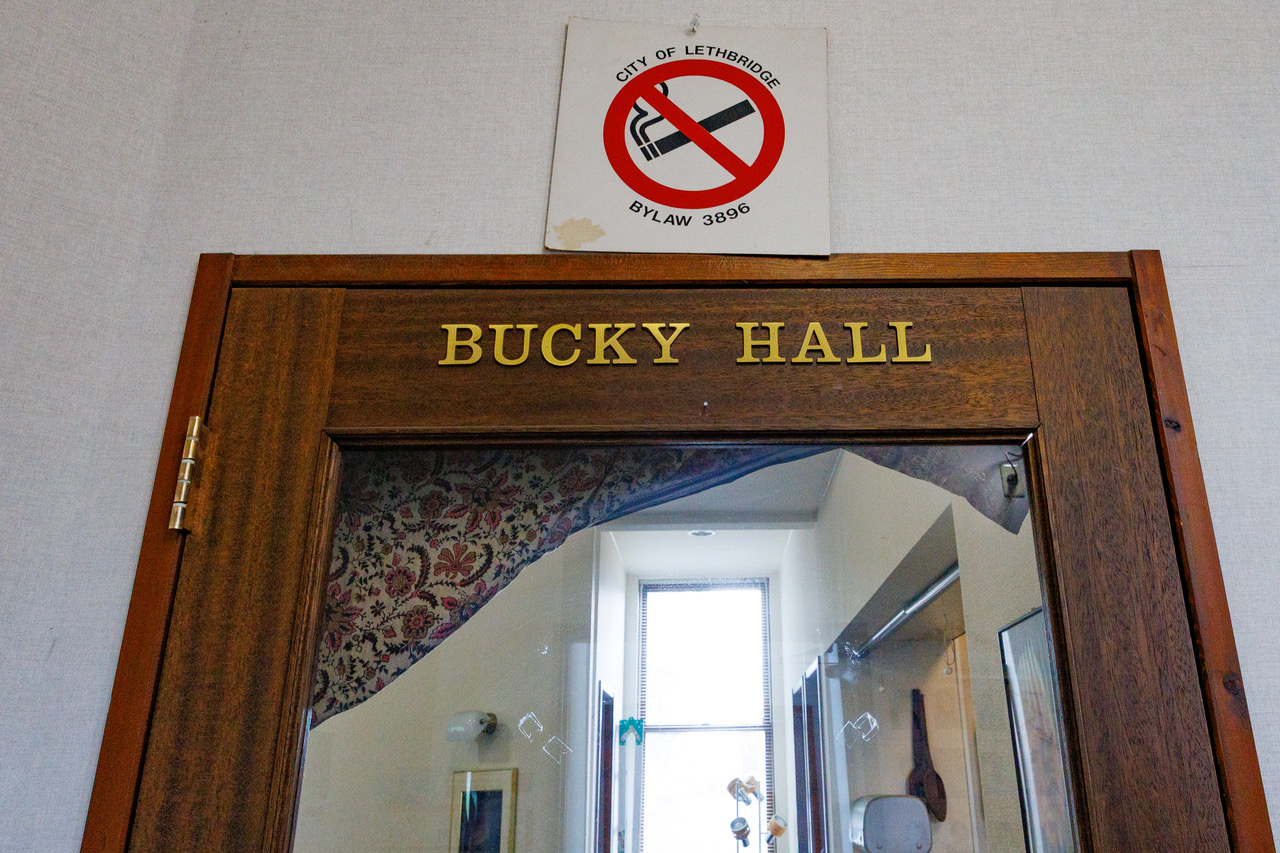 CITY OF LETHBRIDGE
BYLAW 3896
BUCKY HALL